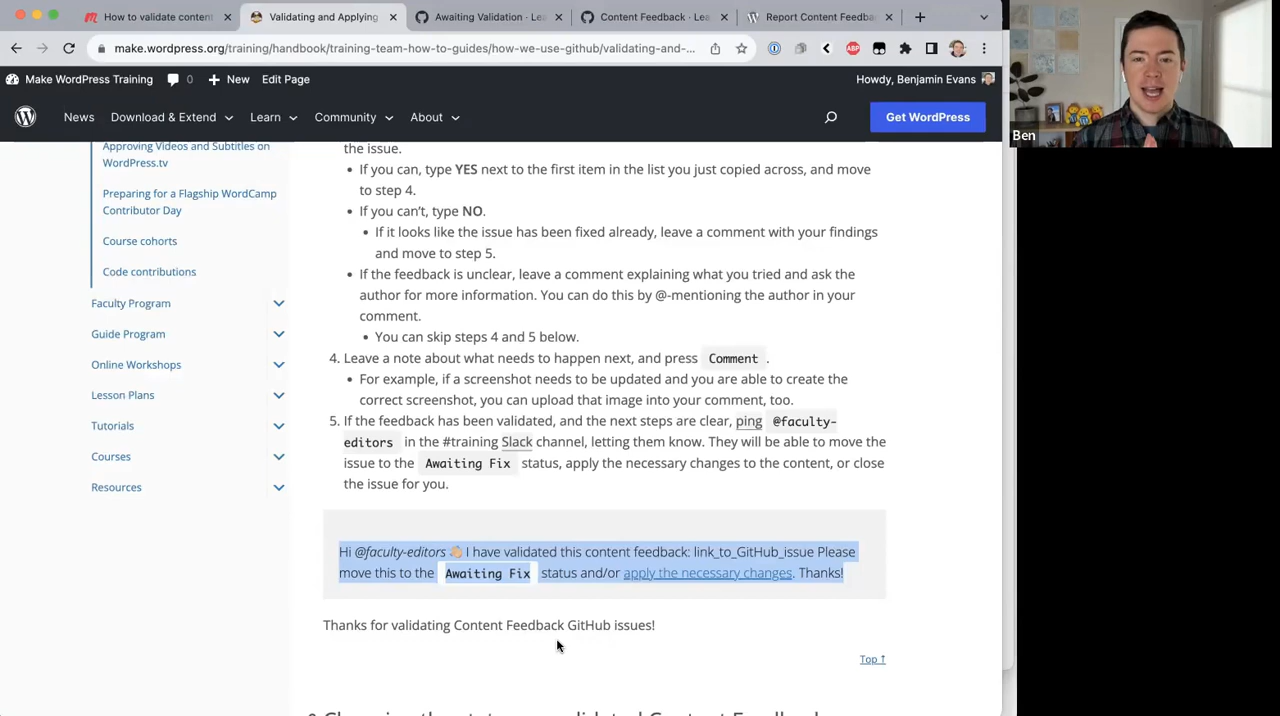 How to validate content
Validating and Applying
Awaiting Validation · Lea
Content Feedback · Lea
Report Content Feedba
make.wordpress.org/training/handbook/training-team-how-to-guides/how-we-use-github/validating-and-...
ABP
Make WordPress Training
0
New
Edit Page
Howdy, Benjamin Evans
News
Download & Extend
Learn
Community
About
Get WordPress
Ben
Approving Videos and Subtitles on
WordPress.tv
Preparing for a Flagship WordCamp
Contributor Day
Course cohorts
Code contributions
Faculty Program
Guide Program
Online Workshops
Lesson Plans
Tutorials
Courses
Resources
the issue.
If you can, type YES next to the first item in the list you just copied across, and move
to step 4.
If you can't, type NO.
If it looks like the issue has been fixed already, leave a comment with your findings
and move to step 5.
If the feedback is unclear, leave a comment explaining what you tried and ask the
author for more information. You can do this by @-mentioning the author in your
comment.
You can skip steps 4 and 5 below.
4. Leave a note about what needs to happen next, and press Comment .
For example, if a screenshot needs to be updated and you are able to create the
correct screenshot, you can upload that image into your comment, too.
5. If the feedback has been validated, and the next steps are clear, ping @faculty-
editors in the #training Slack channel, letting them know. They will be able to move the
issue to the Awaiting Fix status, apply the necessary changes to the content, or close
the issue for you.
Hi @faculty-editors 👋🏼 I have validated this content feedback: link_to_GitHub_issue Please
move this to the Awaiting Fix status and/or apply the necessary changes. Thanks!
Thanks for validating Content Feedback GitHub issues!
Top ↑